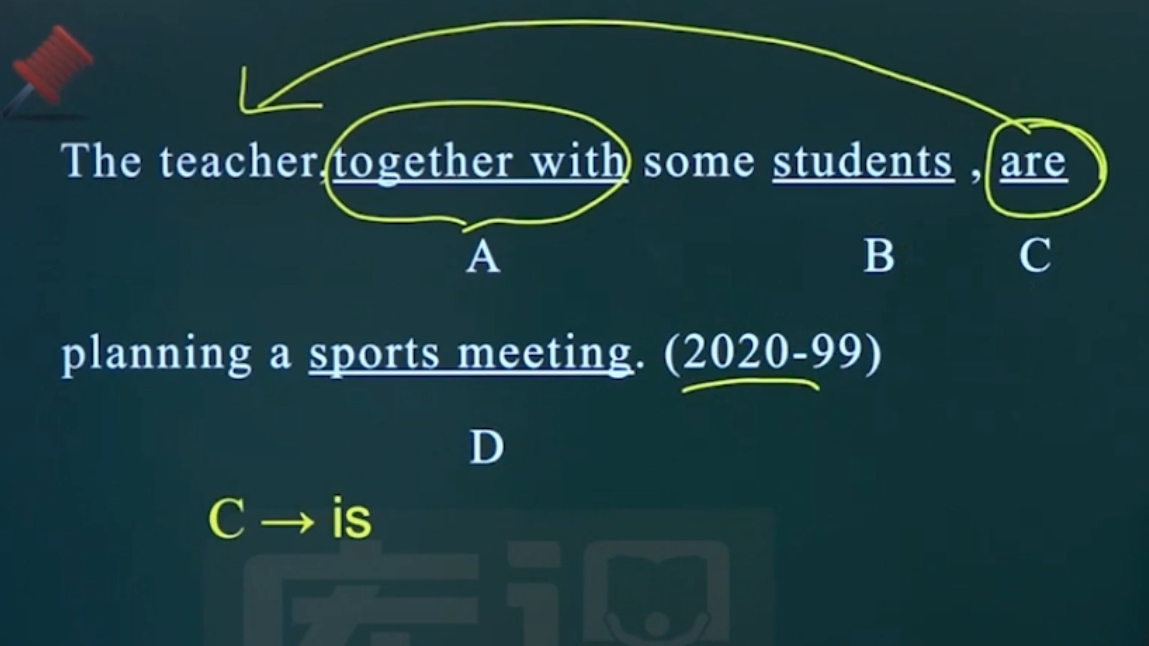 The teacher, together with some students , are
A B C
planning a sports meeting. (2020-99)
D
C → is